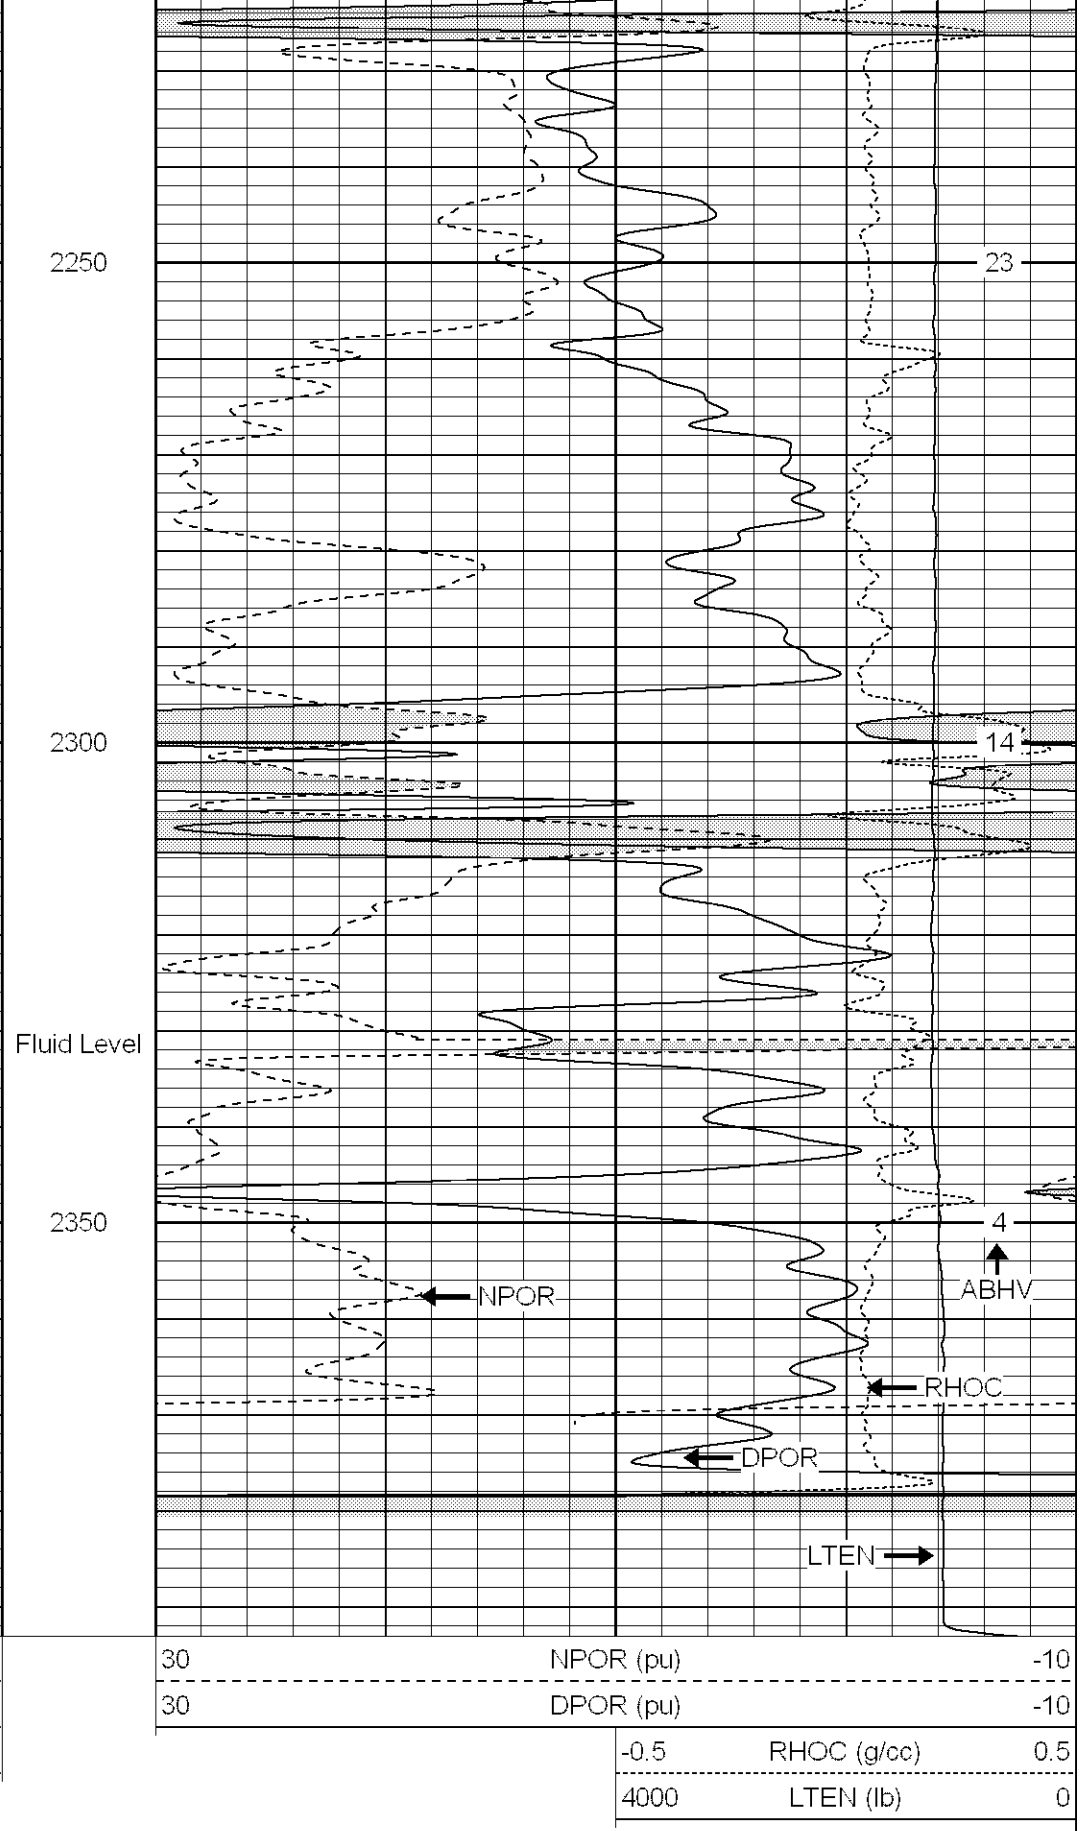 2250
23
2300
14
Fluid Level
2350
4
ABHV
NPOR
RHOC
DPOR
LTEN
30 NPOR (pu) -10
30 DPOR (pu) -10
-0.5 RHOC (g/cc) 0.5
4000 LTEN (lb) 0